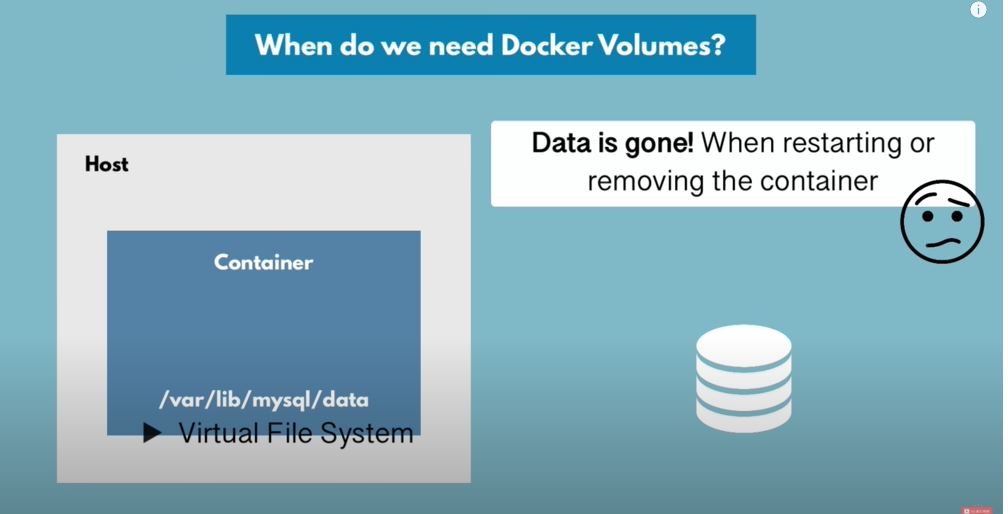 When do we need Docker Volumes?
Host
Container
/var/lib/mysql/data
▶ Virtual File System
Data is gone! When restarting or
removing the container
i